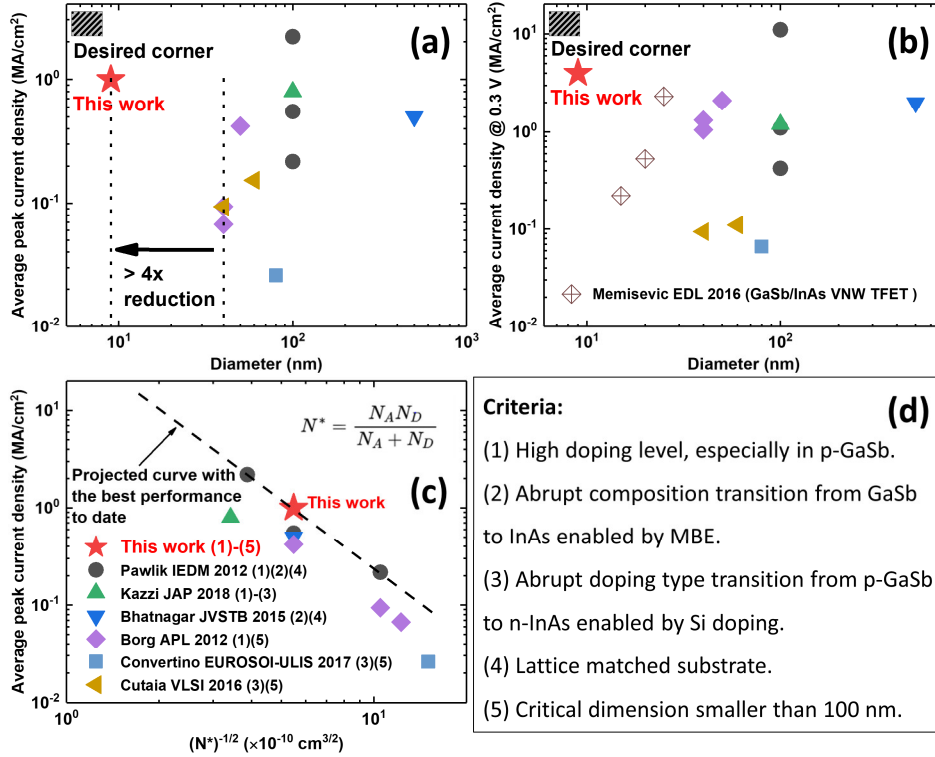 Average peak current density (MA/cm²)
10⁰
10⁻¹
10⁻²
(a)
Desired corner
This work
> 4x
reduction
10¹
10²
10³
Diameter (nm)
Average current density @ 0.3 V (MA/cm²)
10¹
10⁰
10⁻¹
10⁻²
(b)
Desired corner
This work
Memisevic EDL 2016 (GaSb/InAs VNW TFET )
10¹
10²
Diameter (nm)
Average peak current density (MA/cm²)
10¹
10⁰
10⁻¹
10⁻²
N* = N_A N_D / (N_A + N_D)
(c)
Projected curve with
the best performance
to date
This work
This work (1)-(5)
Pawlik IEDM 2012 (1)(2)(4)
Kazzi JAP 2018 (1)-(3)
Bhatnagar JVSTB 2015 (2)(4)
Borg APL 2012 (1)(5)
Convertino EUROSOI-ULIS 2017 (3)(5)
Cutaia VLSI 2016 (3)(5)
10⁰
10¹
(N*)⁻¹/² (×10⁻¹⁰ cm³/²)
Criteria:
(d)
(1) High doping level, especially in p-GaSb.
(2) Abrupt composition transition from GaSb
to InAs enabled by MBE.
(3) Abrupt doping type transition from p-GaSb
to n-InAs enabled by Si doping.
(4) Lattice matched substrate.
(5) Critical dimension smaller than 100 nm.